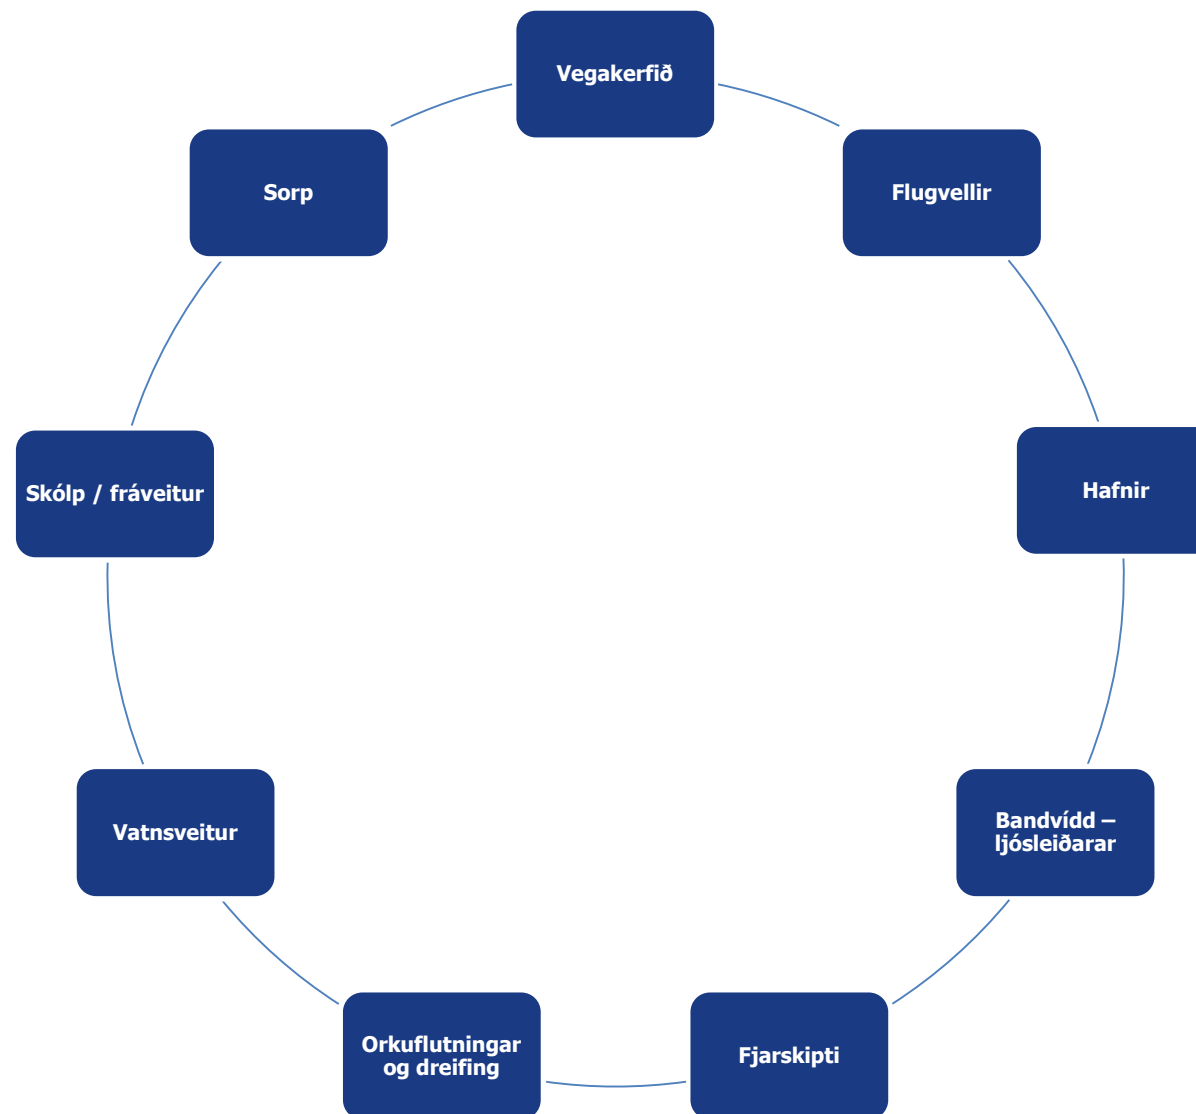 Vegakerfið
Flugvellir
Hafnir
Bandvídd –
ljósleiðarar
Fjarskipti
Orkuflutningar
og dreifing
Vatnsveitur
Skólp / fráveitur
Sorp